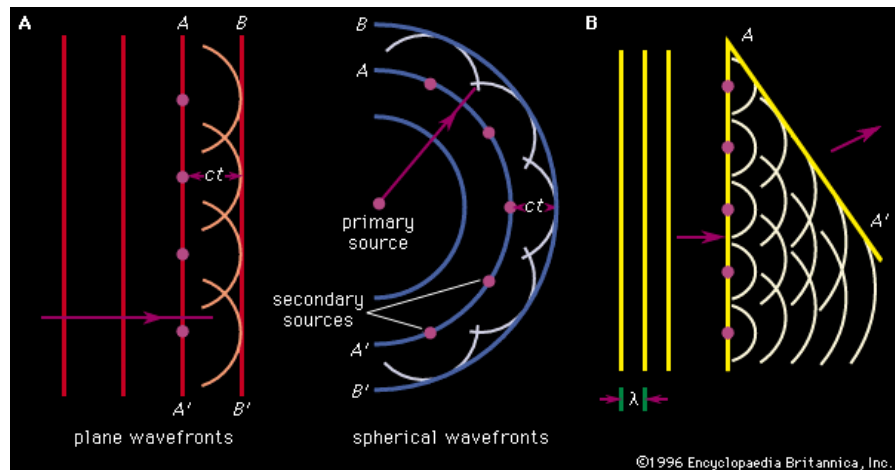 A
A
B
ct
A'
B'
plane wavefronts
B
A
primary
source
ct
secondary
sources
A'
B'
spherical wavefronts
B
A
A'
λ
©1996 Encyclopaedia Britannica, Inc.